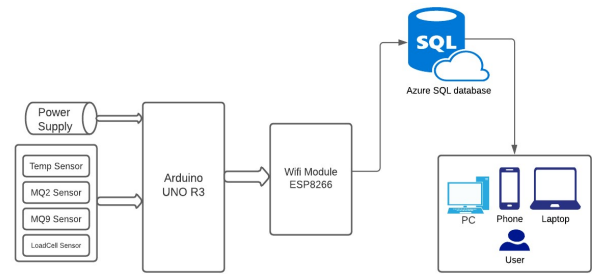 SQL
Azure SQL database
Power
Supply
Temp Sensor
MQ2 Sensor
MQ9 Sensor
LoadCell Sensor
Arduino
UNO R3
Wifi Module
ESP8266
PC
Phone
Laptop
User